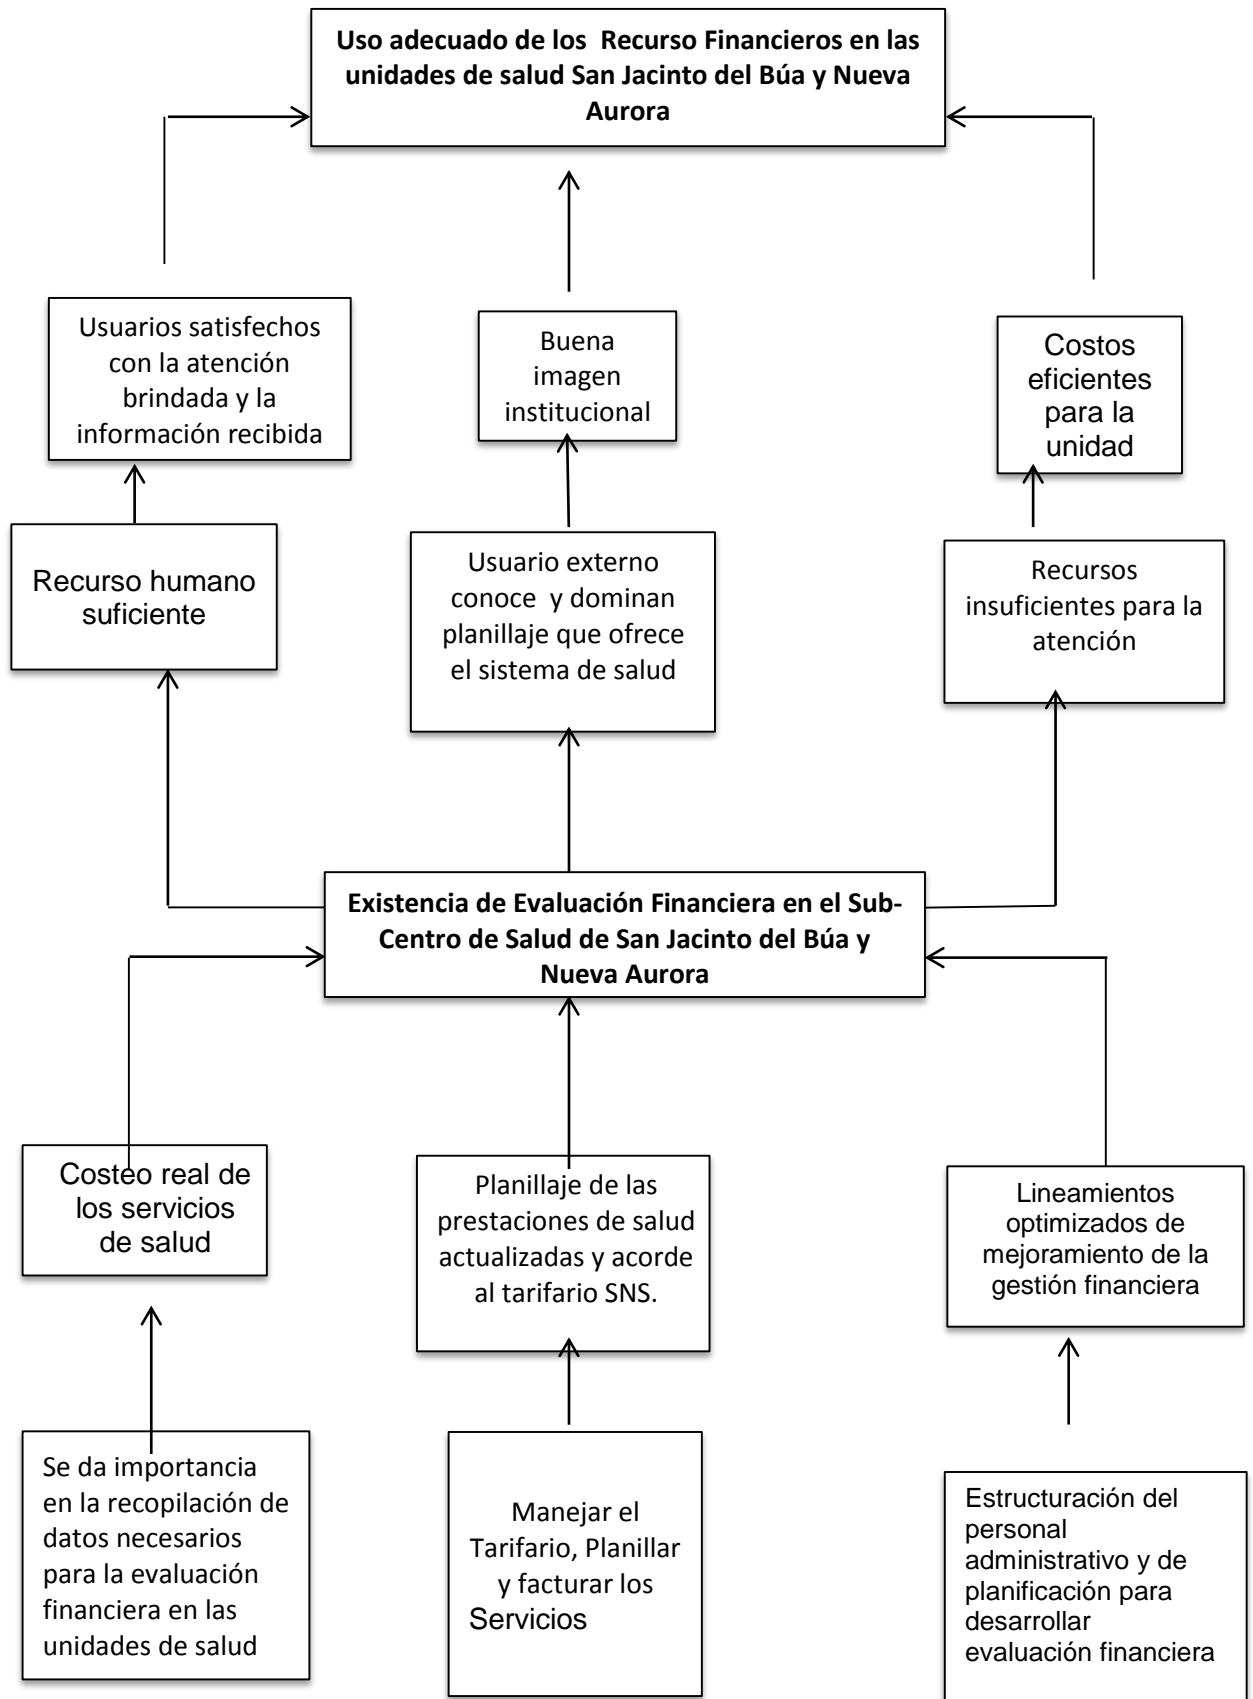 Uso adecuado de los  Recurso Financieros en las
unidades de salud San Jacinto del Búa y Nueva
Aurora
Usuarios satisfechos
con la atención
brindada y la
información recibida
Buena
imagen
institucional
Costos
eficientes
para la
unidad
Recurso humano
suficiente
Usuario externo
conoce  y dominan
planillaje que ofrece
el sistema de salud
Recursos
insuficientes para la
atención
Existencia de Evaluación Financiera en el Sub-
Centro de Salud de San Jacinto del Búa y
Nueva Aurora
Costeo real de
los servicios
de salud
Planillaje de las
prestaciones de salud
actualizadas y acorde
al tarifario SNS.
Lineamientos
optimizados de
mejoramiento de la
gestión financiera
Se da importancia
en la recopilación de
datos necesarios
para la evaluación
financiera en las
unidades de salud
Manejar el
Tarifario, Planillar
y facturar los
Servicios
Estructuración del
personal
administrativo y de
planificación para
desarrollar
evaluación financiera